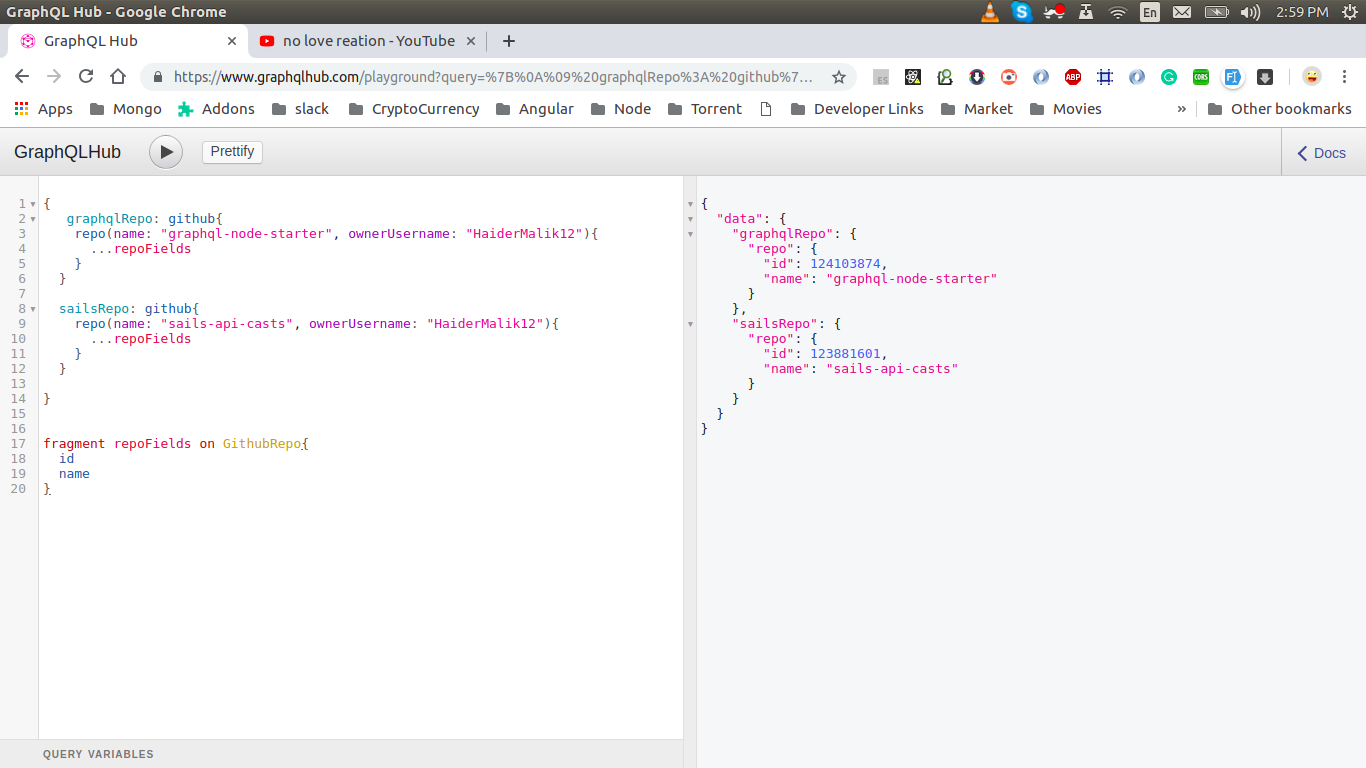 GraphQL Hub - Google Chrome
En
2:59 PM
GraphQL Hub
no love reation - YouTube
https://www.graphqlhub.com/playground?query=%7B%0A%09%20graphqlRepo%3A%20github%7...
ES
ABP
CORS
Apps
Mongo
Addons
slack
CryptoCurrency
Angular
Node
Torrent
Developer Links
Market
Movies
»
Other bookmarks
GraphQLHub
Prettify
Docs
1 {
2 graphqlRepo: github{
3 repo(name: "graphql-node-starter", ownerUsername: "HaiderMalik12"){
4 ...repoFields
5 }
6 }
7
8 sailsRepo: github{
9 repo(name: "sails-api-casts", ownerUsername: "HaiderMalik12"){
10 ...repoFields
11 }
12 }
13
14 }
15
16
17 fragment repoFields on GithubRepo{
18 id
19 name
20 }
QUERY VARIABLES
{
"data": {
"graphqlRepo": {
"repo": {
"id": 124103874,
"name": "graphql-node-starter"
}
},
"sailsRepo": {
"repo": {
"id": 123881601,
"name": "sails-api-casts"
}
}
}
}